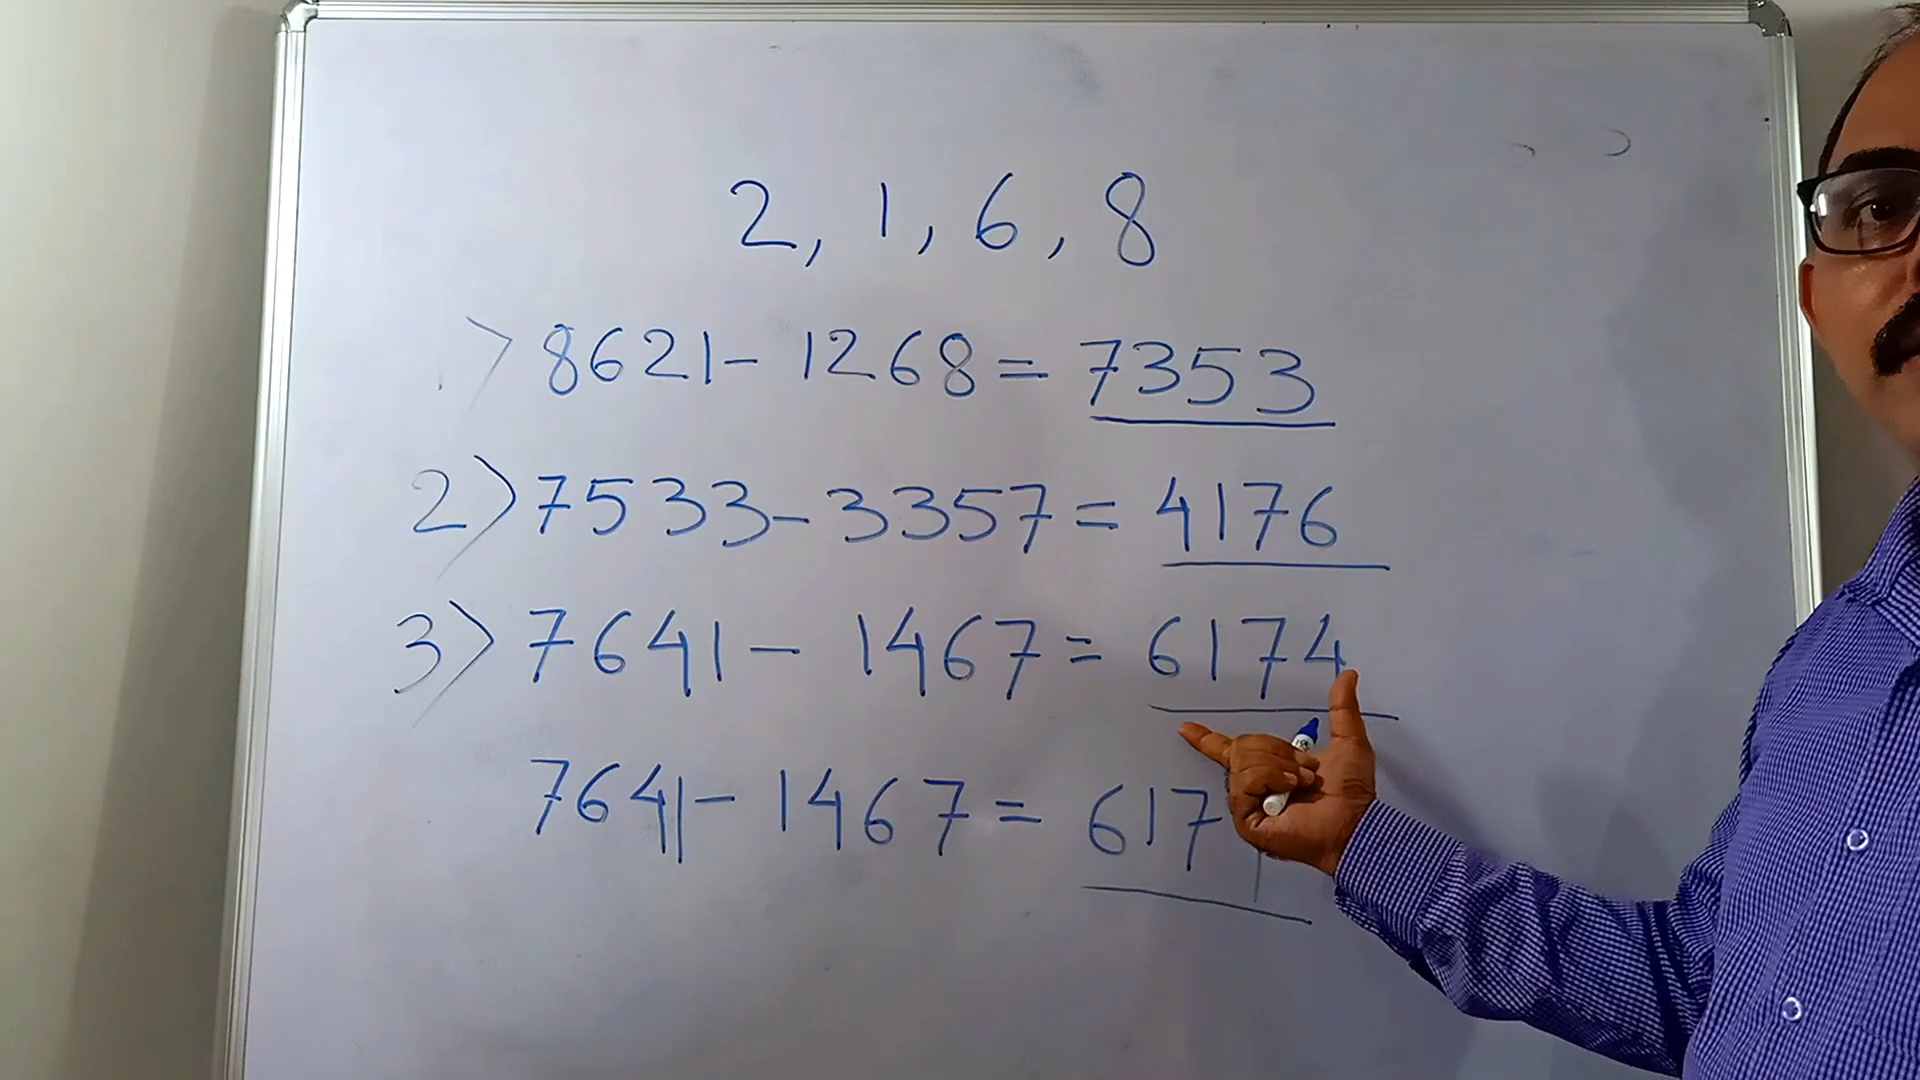 2, 1, 6, 8
1> 8621 - 1268 = 7353
2> 7533 - 3357 = 4176
3> 7641 - 1467 = 6174
7641 - 1467 = 617